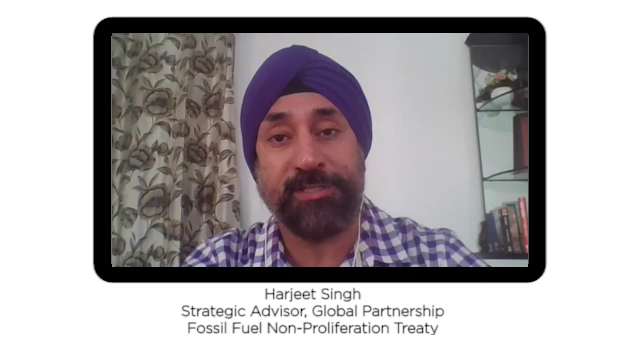 Harjeet Singh
Strategic Advisor, Global Partnership
Fossil Fuel Non-Proliferation Treaty